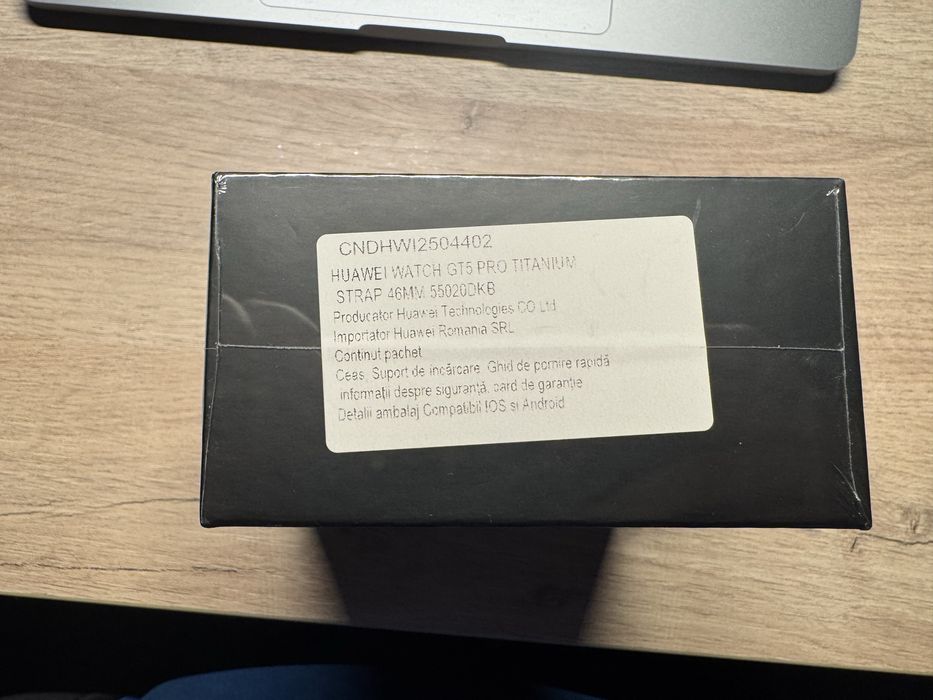 CNDHWI2504402
HUAWEI WATCH GT5 PRO TITANIUM
STRAP 46MM 55020DKB
Producator Huawei Technologies CO Ltd
Importator Huawei Romania SRL
Continut pachet
Ceas, Suport de incărcare, Ghid de pornire rapidă
informații despre siguranță, card de garanție
Detalii ambalaj Compatibil IOS si Android